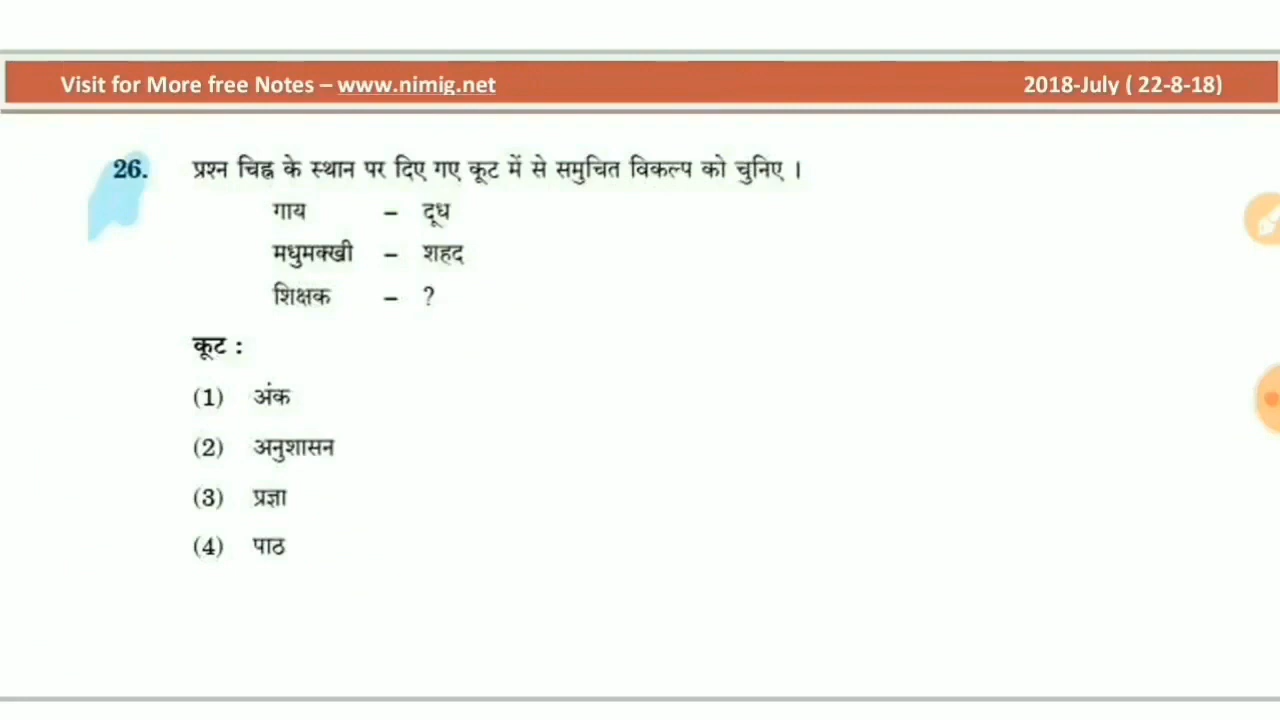 Visit for More free Notes – www.nimig.net 2018-July ( 22-8-18)
26. प्रश्न चिह्न के स्थान पर दिए गए कूट में से समुचित विकल्प को चुनिए ।
गाय – दूध
मधुमक्खी – शहद
शिक्षक – ?
कूट :
(1) अंक
(2) अनुशासन
(3) प्रज्ञा
(4) पाठ